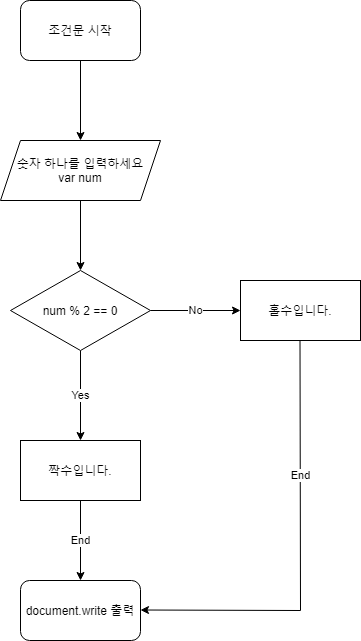 조건문 시작
숫자 하나를 입력하세요
var num
num % 2 == 0
No
홀수입니다.
Yes
짝수입니다.
End
End
document.write 출력